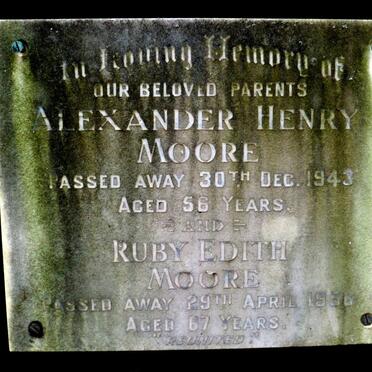 In Loving Memory of
OUR BELOVED PARENTS
ALEXANDER HENRY
MOORE
PASSED AWAY 30TH DEC. 1943
AGED 56 YEARS.
AND
RUBY EDITH
MOORE
PASSED AWAY 29TH APRIL
AGED 67 YEARS.
"REUNITED"